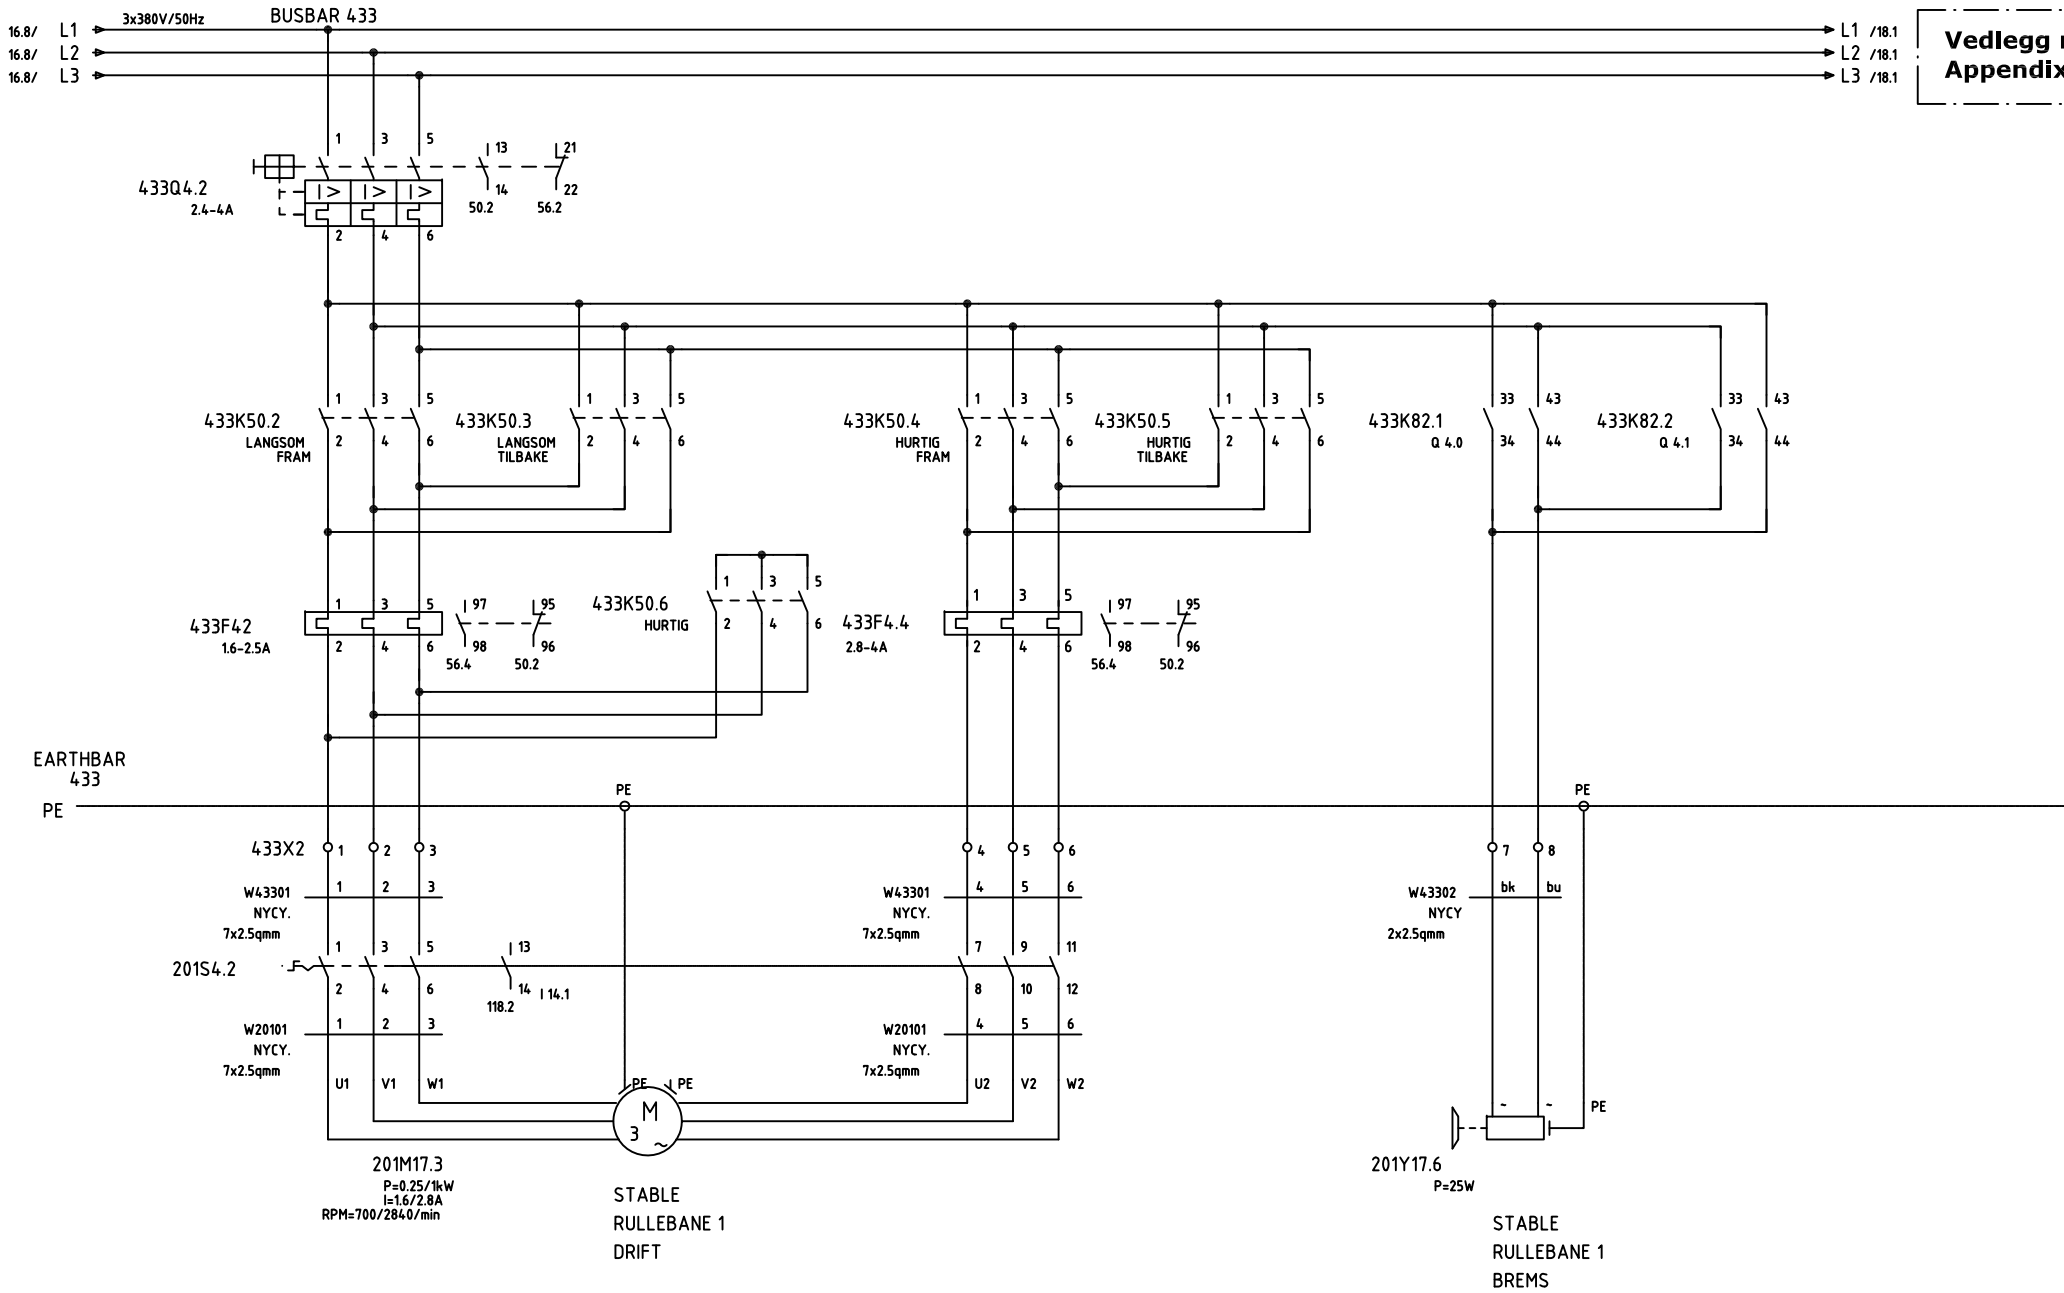 3x380V/50Hz BUSBAR 433
16.8/ L1 L1 /18.1
16.8/ L2 L2 /18.1
16.8/ L3 L3 /18.1
Vedlegg
Appendix
1 3 5 13 21
433Q4.2
2.4-4A
I> I> I> 14 22
50.2 56.2
2 4 6
1 3 5 1 3 5 1 3 5 1 3 5 33 43 33 43
433K50.2 433K50.3 433K50.4 433K50.5 433K82.1 433K82.2
2 4 6 2 4 6 2 4 6 2 4 6 34 44 34 44
LANGSOM LANGSOM HURTIG HURTIG Q 4.0 Q 4.1
FRAM TILBAKE FRAM TILBAKE
1 3 5
433K50.6
HURTIG
2 4 6
1 3 5 97 95 1 3 5 97 95
433F42 433F4.4
1.6-2.5A 2.8-4A
2 4 6 98 96 2 4 6 98 96
56.4 50.2 56.4 50.2
EARTHBAR
433
PE PE PE
433X2 1 2 3 4 5 6 7 8
W43301 1 2 3 W43301 4 5 6 W43302 bk bu
NYCY. NYCY. NYCY
7x2.5qmm 7x2.5qmm 2x2.5qmm
1 3 5 13 7 9 11
201S4.2
2 4 6 14 I 14.1 8 10 12
118.2
W20101 1 2 3 W20101 4 5 6
NYCY. NYCY.
7x2.5qmm 7x2.5qmm
U1 V1 W1 PE PE U2 V2 W2
M
3 ~
~ ~ PE
201M17.3 201Y17.6
P=0.25/1kW P=25W
I=1.6/2.8A
RPM=700/2840/min
STABLE
RULLEBANE 1
DRIFT
STABLE
RULLEBANE 1
BREMS